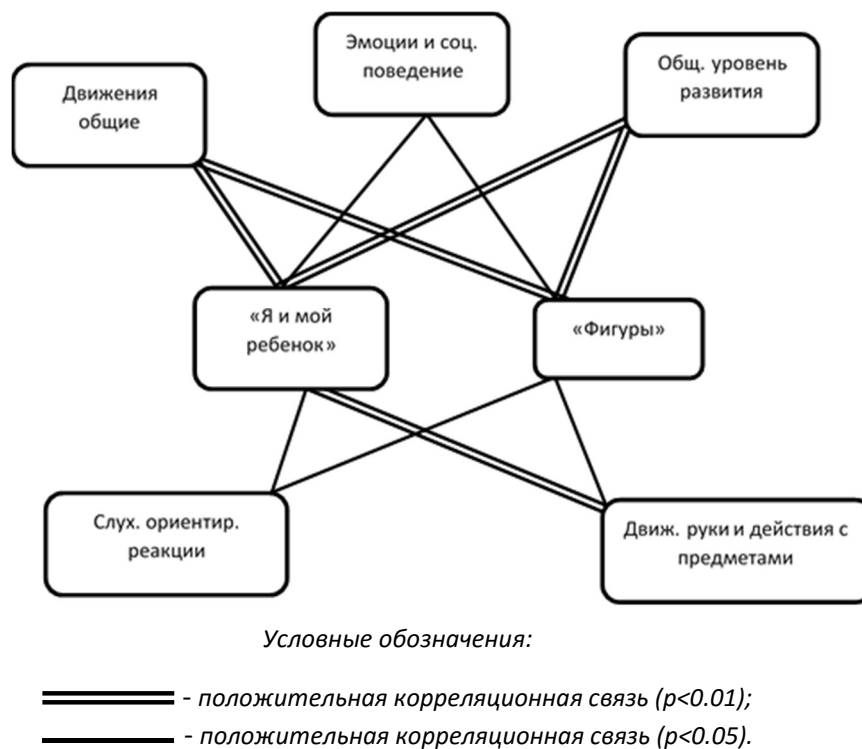 Эмоции и соц.
поведение
Движения
общие
Общ. уровень
развития
«Я и мой
ребенок»
«Фигуры»
Слух. ориентир.
реакции
Движ. руки и действия с
предметами
Условные обозначения:
- положительная корреляционная связь (p<0.01);
- положительная корреляционная связь (p<0.05).